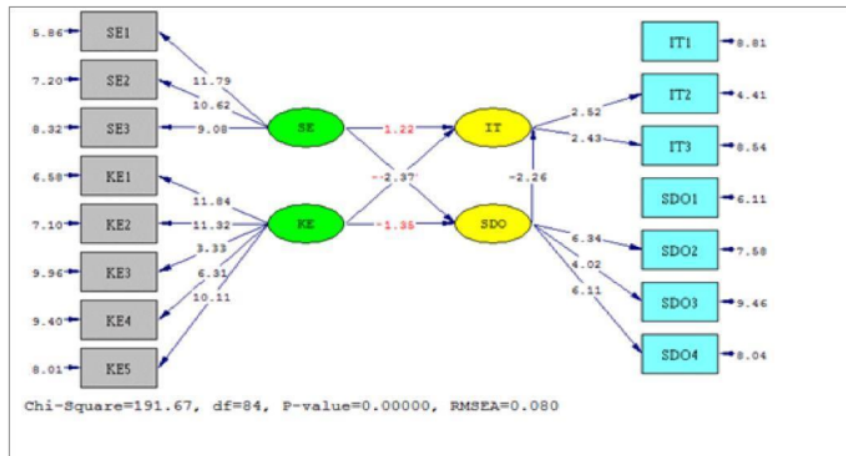 5.86 SE1
7.20 SE2
8.32 SE3
6.58 KE1
7.10 KE2
9.96 KE3
9.40 KE4
8.01 KE5
11.79
10.62
9.08
11.84
11.32
3.33
6.31
10.11
SE
KE
1.22
-2.37
-1.35
IT
SDO
-2.26
2.52
2.43
6.34
4.02
6.11
IT1 8.81
IT2 4.41
IT3 8.54
SDO1 6.11
SDO2 7.58
SDO3 9.46
SDO4 8.04
Chi-Square=191.67, df=84, P-value=0.00000, RMSEA=0.080